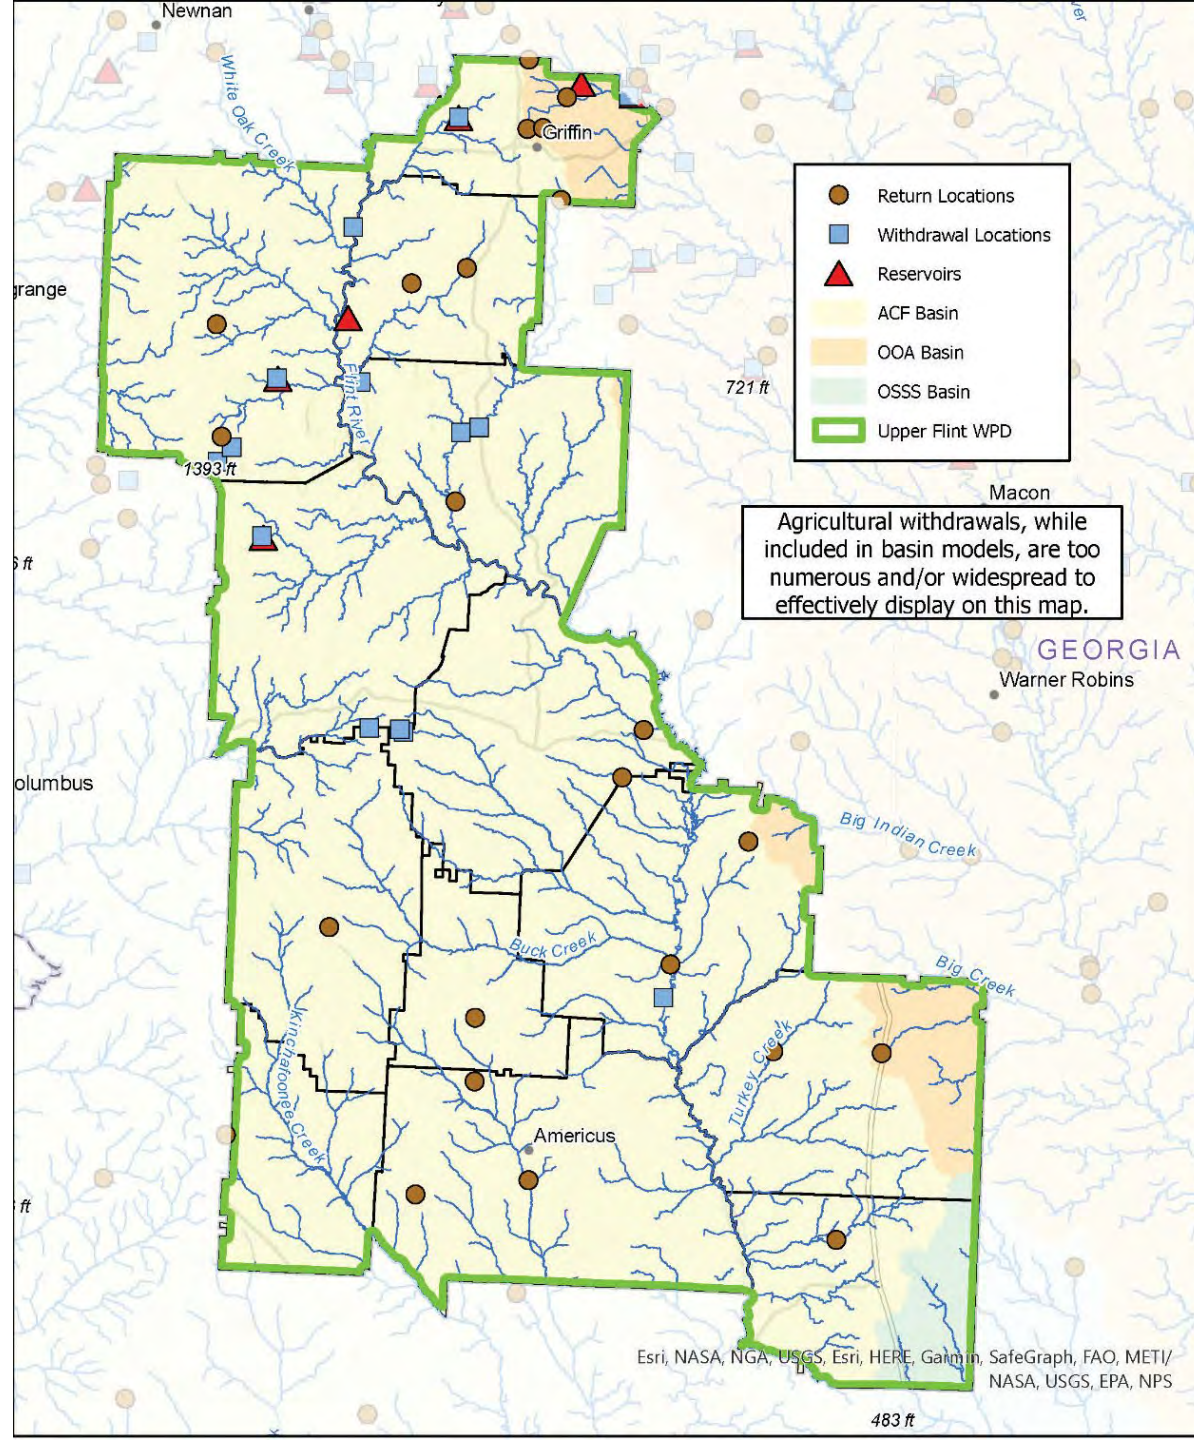 Newnan
White Oak Creek
Griffin
Return Locations
Withdrawal Locations
Reservoirs
ACF Basin
OOA Basin
OSSS Basin
Upper Flint WPD
grange
721 ft
Flint River
1393 ft
Macon
Agricultural withdrawals, while
included in basin models, are too
numerous and/or widespread to
effectively display on this map.
GEORGIA
Warner Robins
olumbus
Big Indian Creek
Buck Creek
Big Creek
Kinchafoonee Creek
Turkey Creek
Americus
ft
ft
Esri, NASA, NGA, USGS, Esri, HERE, Garmin, SafeGraph, FAO, METI/
NASA, USGS, EPA, NPS
483 ft